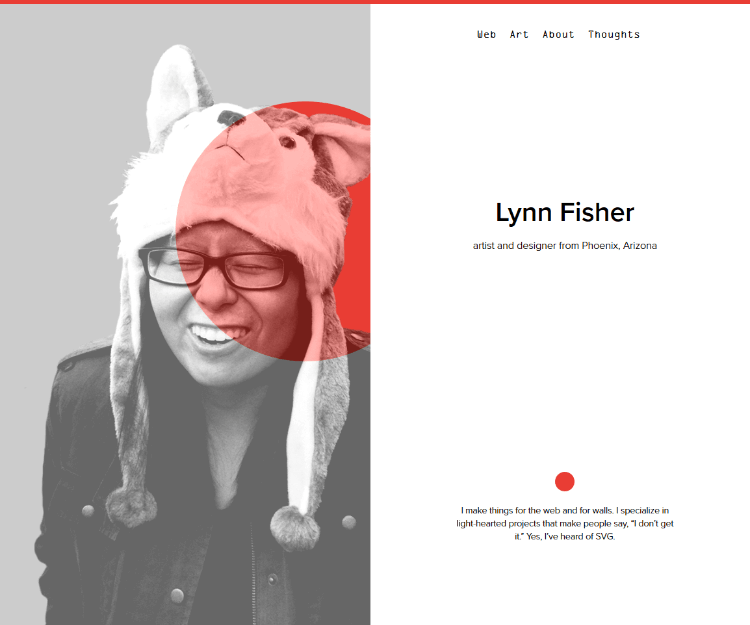 Web Art About Thoughts
Lynn Fisher
artist and designer from Phoenix, Arizona
I make things for the web and for walls. I specialize in
light-hearted projects that make people say, “I don’t get
it.” Yes, I’ve heard of SVG.